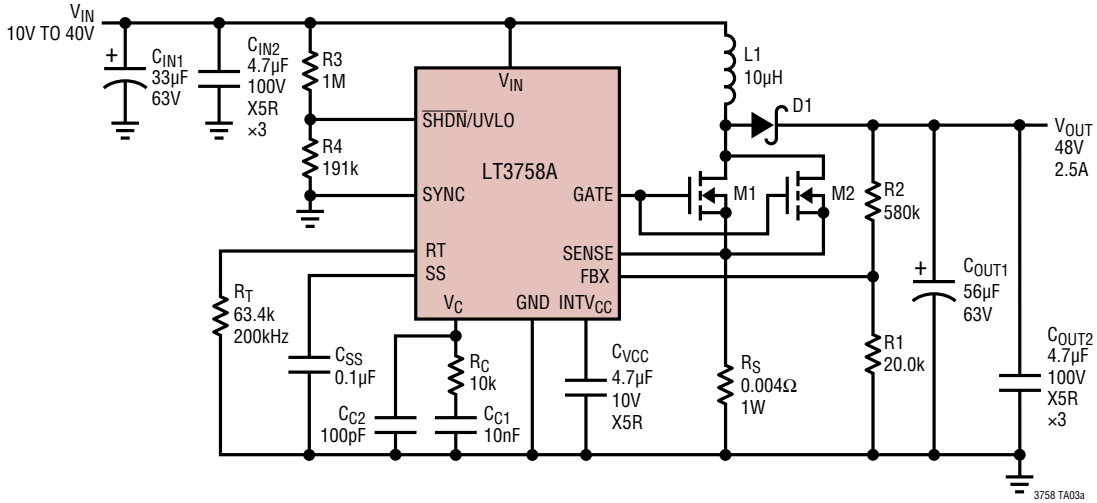 VIN
10V TO 40V
+
CIN1
33µF
63V
CIN2
4.7µF
100V
X5R
×3
R3
1M
R4
191k
VIN
SHDN/UVLO
LT3758A
SYNC
GATE
RT
SENSE
SS
FBX
VC
GND
INTVCC
L1
10µH
D1
VOUT
48V
2.5A
M1
M2
R2
580k
+
COUT1
56µF
63V
RT
63.4k
200kHz
CSS
0.1µF
RC
10k
CC2
100pF
CC1
10nF
CVCC
4.7µF
10V
X5R
RS
0.004Ω
1W
R1
20.0k
COUT2
4.7µF
100V
X5R
×3
3758 TA03a